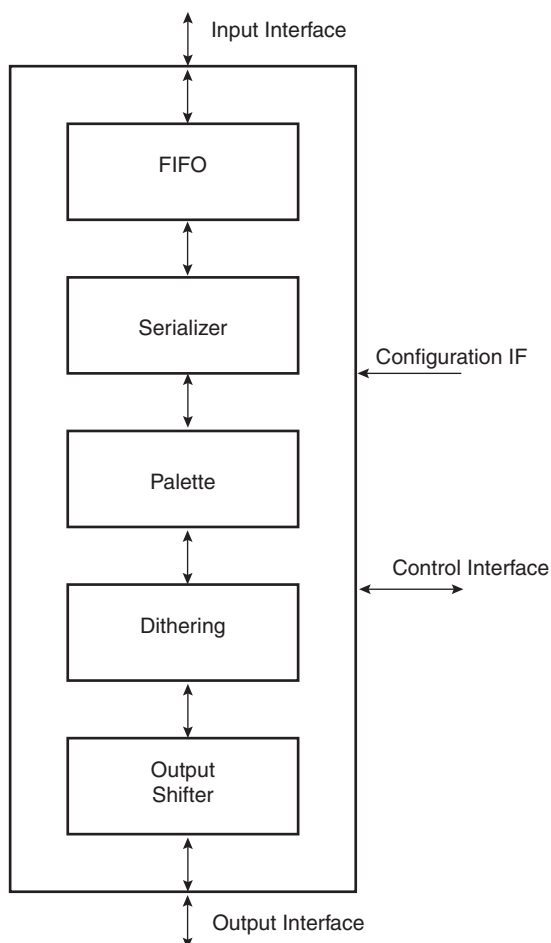 Input Interface
FIFO
Serializer
Configuration IF
Palette
Control Interface
Dithering
Output
Shifter
Output Interface